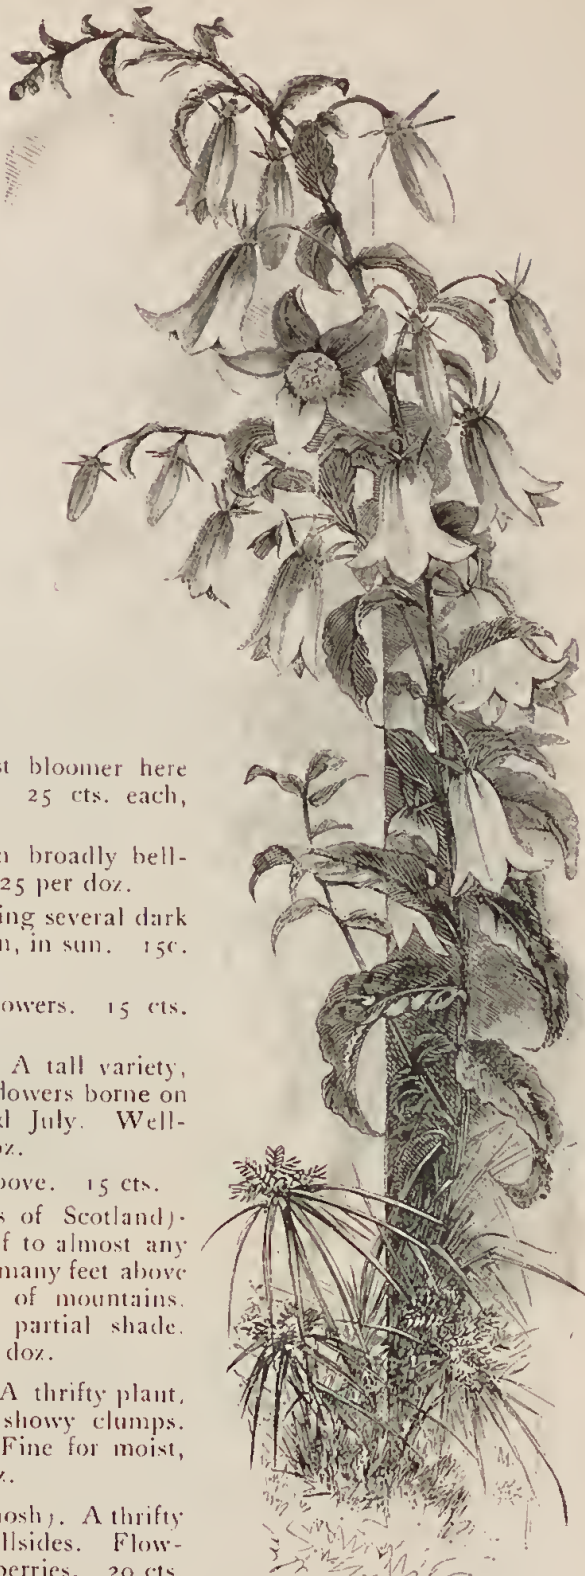 st bloomer here
25 cts. each,
n broadly bell-
25 per doz.
ing several dark
n, in sun. 15c.
owers. 15 cts.
A tall variety,
lowers borne on
d July. Well-
oz.
bove. 15 cts.
s of Scotland).
f to almost any
many feet above
of mountains.
partial shade.
doz.
A thrifty plant,
showy clumps.
Fine for moist,
z.
osh). A thrifty
llsides. Flow-
berries. 20 cts.